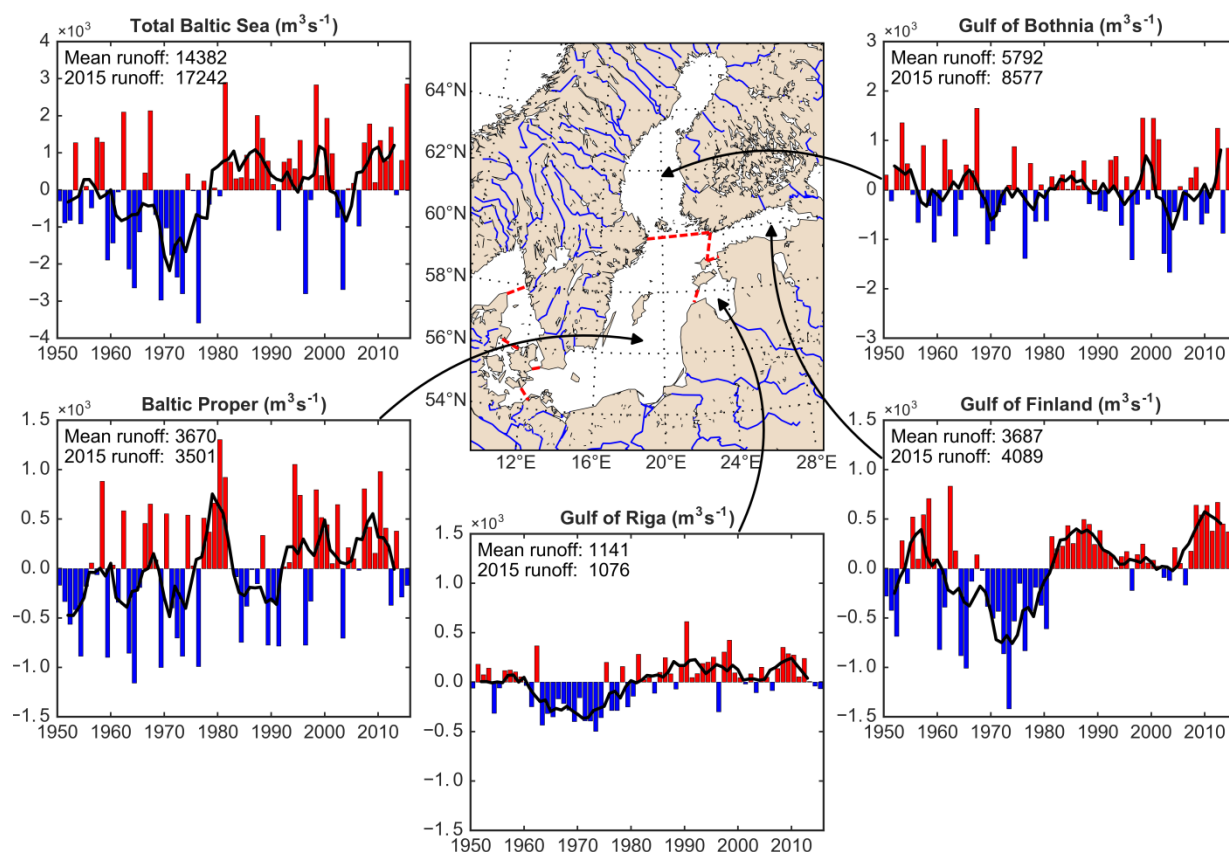 Total Baltic Sea (m³s⁻¹)
×10³
Mean runoff: 14382
2015 runoff: 17242
4
3
2
1
0
−1
−2
−3
−4
1950 1960 1970 1980 1990 2000 2010
64°N
62°N
60°N
58°N
56°N
54°N
12°E 16°E 20°E 24°E 28°E
Gulf of Bothnia (m³s⁻¹)
×10³
Mean runoff: 5792
2015 runoff: 8577
3
2
1
0
−1
−2
−3
1950 1960 1970 1980 1990 2000 2010
Baltic Proper (m³s⁻¹)
×10³
Mean runoff: 3670
2015 runoff: 3501
1.5
1.0
0.5
0.0
−0.5
−1.0
−1.5
1950 1960 1970 1980 1990 2000 2010
Gulf of Riga (m³s⁻¹)
×10³
Mean runoff: 1141
2015 runoff: 1076
1.5
1.0
0.5
0.0
−0.5
−1.0
−1.5
1950 1960 1970 1980 1990 2000 2010
Gulf of Finland (m³s⁻¹)
×10³
Mean runoff: 3687
2015 runoff: 4089
1.5
1.0
0.5
0.0
−0.5
−1.0
−1.5
1950 1960 1970 1980 1990 2000 2010